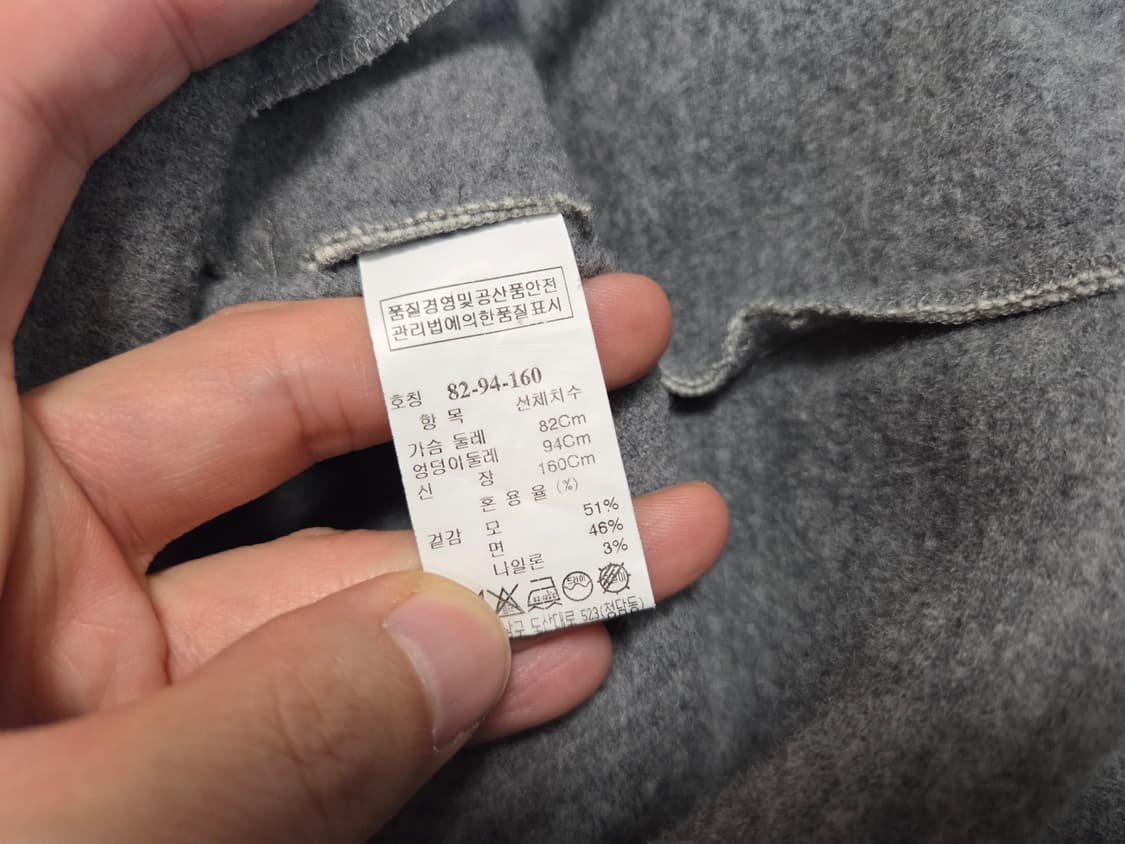 품질경영및공산품안전
관리법에의한품질표시
호칭 82-94-160
항 목 신체치수
가슴 둘레 82Cm
엉덩이둘레 94Cm
신 장 160Cm
혼 용 율 (%)
겉감 모 51%
면 46%
나일론 3%
도산대로 523(청담동)